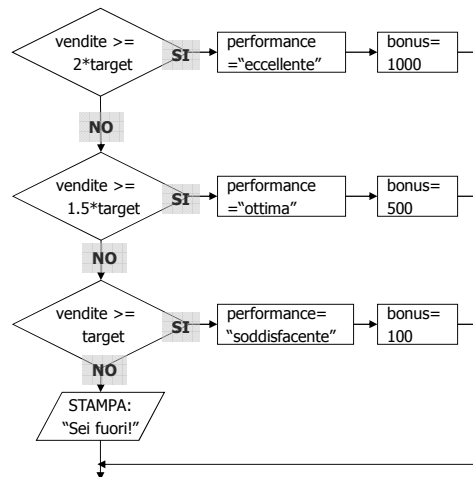 vendite >=
2*target
SI
performance
="eccellente"
bonus=
1000
NO
vendite >=
1.5*target
SI
performance
="ottima"
bonus=
500
NO
vendite >=
target
SI
performance=
"soddisfacente"
bonus=
100
NO
STAMPA:
"Sei fuori!"